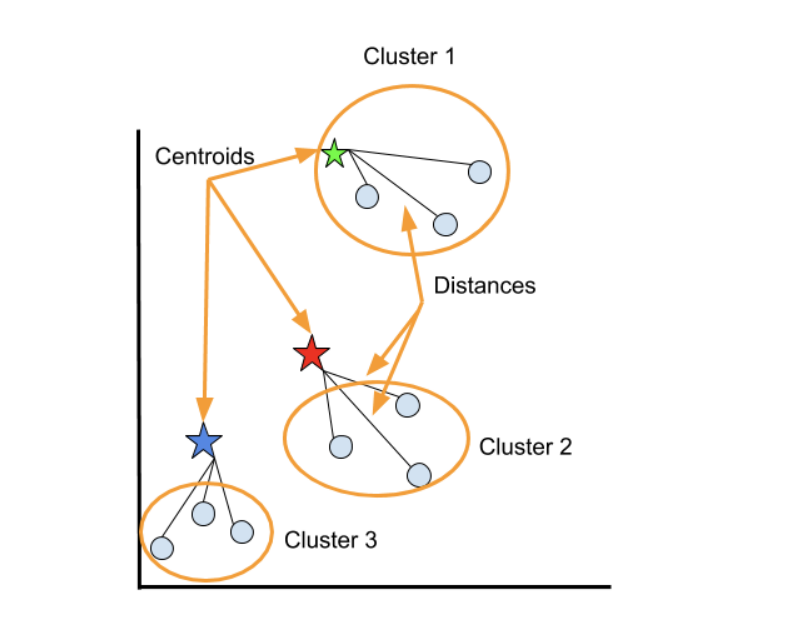 Cluster 1
Centroids
Distances
Cluster 2
Cluster 3